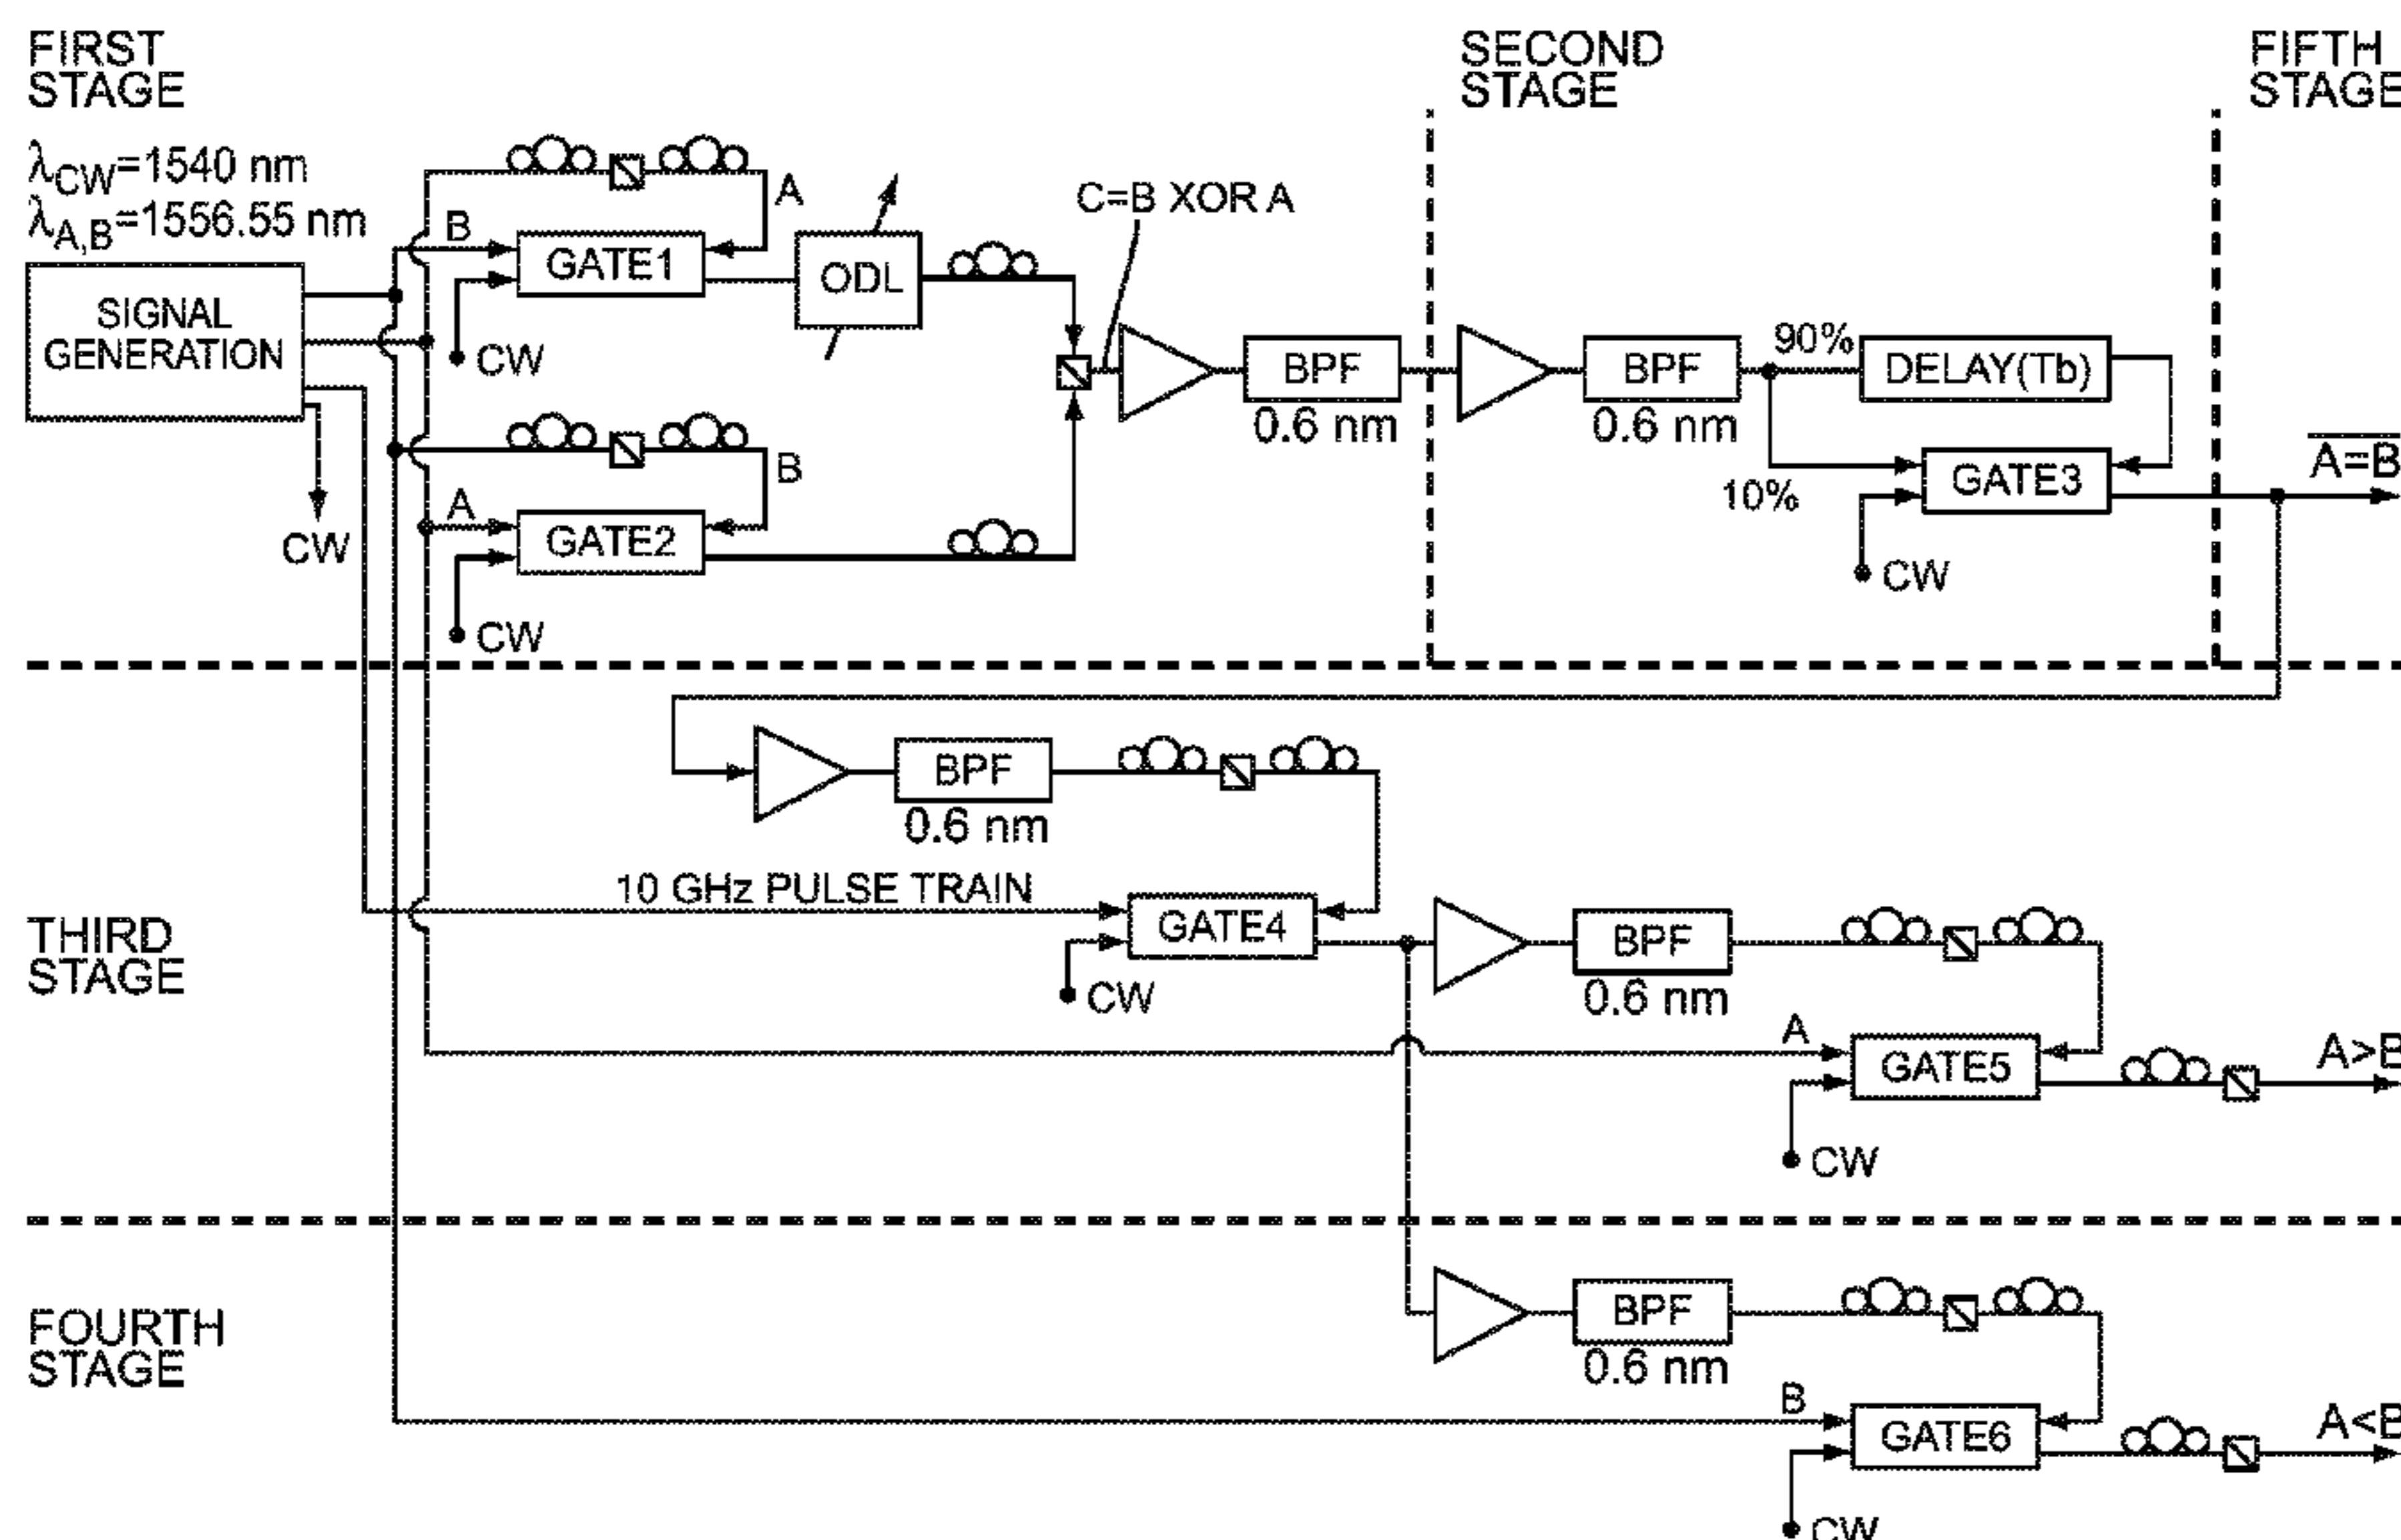 FIRST
STAGE
SECOND
STAGE
FIFTH
STAGE
λCW=1540 nm
λA,B=1556.55 nm
A
B
GATE1
ODL
C=B XOR A
SIGNAL
GENERATION
CW
BPF
0.6 nm
BPF
0.6 nm
90%
DELAY(Tb)
10%
GATE3
CW
A=B
B
A
GATE2
CW
CW
BPF
0.6 nm
10 GHz PULSE TRAIN
GATE4
CW
THIRD
STAGE
BPF
0.6 nm
A
GATE5
A>B
CW
FOURTH
STAGE
BPF
0.6 nm
B
GATE6
A<B
CW